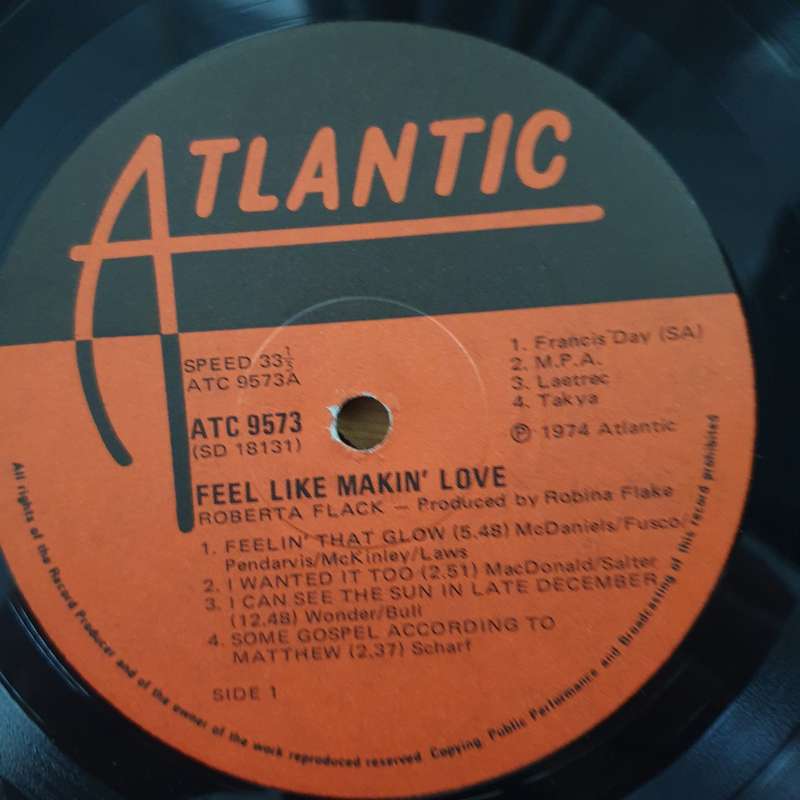 ATLANTIC
SPEED 33⅓
ATC 9573A
ATC 9573
(SD 18131)
1. Francis Day (SA)
2. M.P.A.
3. Laetrec
4. Takya
Ⓟ 1974 Atlantic
FEEL LIKE MAKIN' LOVE
ROBERTA FLACK – Produced by Robina Flake
1. FEELIN' THAT GLOW (5.48) McDaniels/Fusco/
Pendarvis/McKinley/Laws
2. I WANTED IT TOO (2.51) MacDonald/Salter
3. I CAN SEE THE SUN IN LATE DECEMBER
(12.48) Wonder/Bull
4. SOME GOSPEL ACCORDING TO
MATTHEW (2.37) Scharf
SIDE 1
All rights of the Record Producer and of the owner of the work reproduced reserved. Copying, Public Performance and Broadcasting of this record prohibited